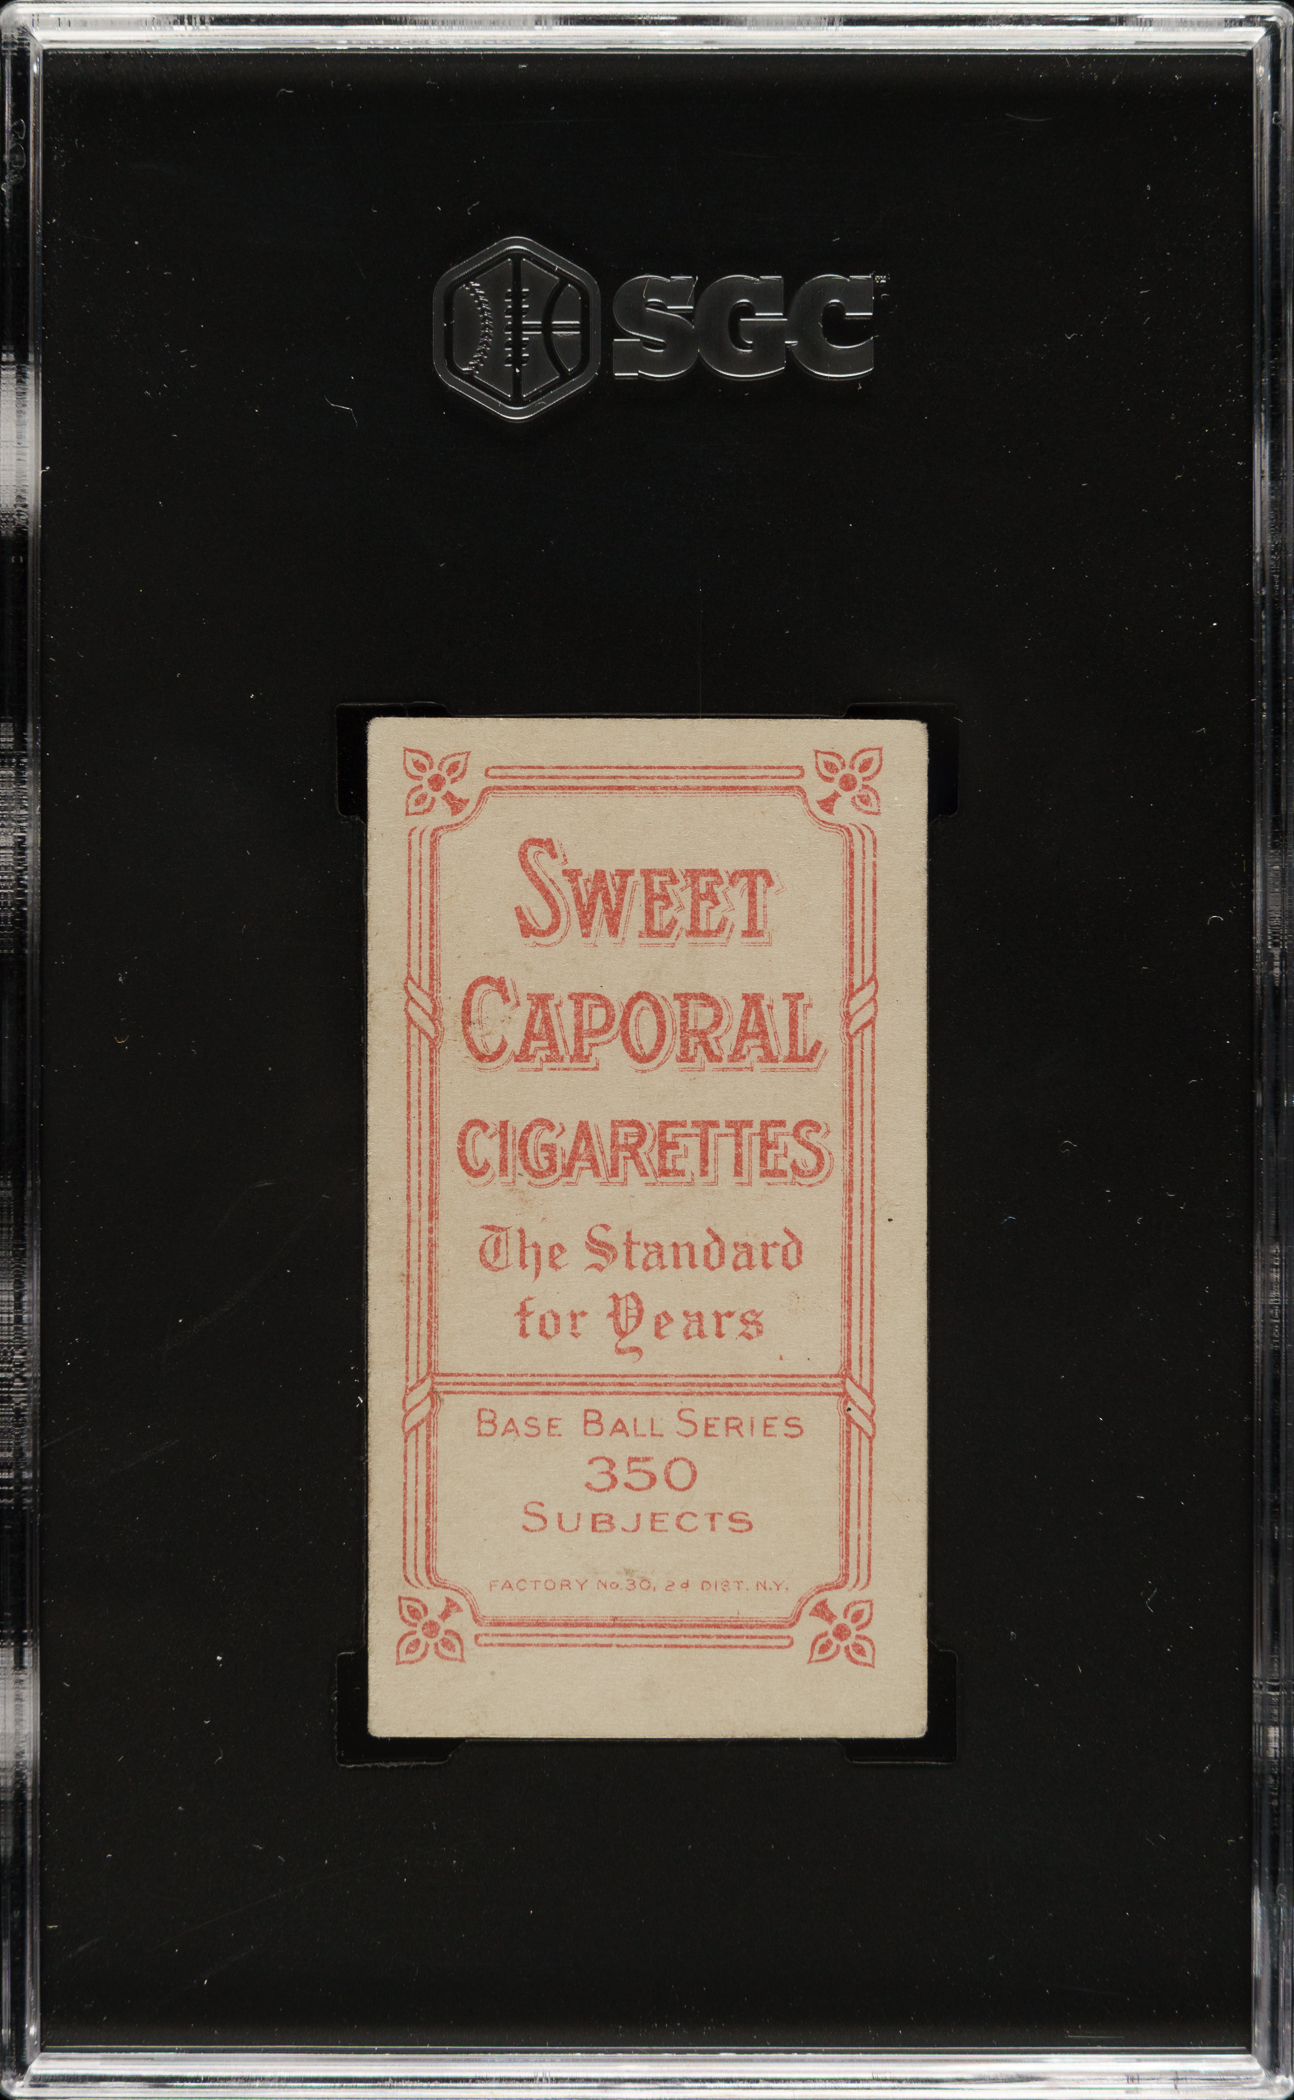 SGC
SWEET
CAPORAL
CIGARETTES
The Standard
for Years
BASE BALL SERIES
350
SUBJECTS
FACTORY No. 30, 2d DIST. N.Y.